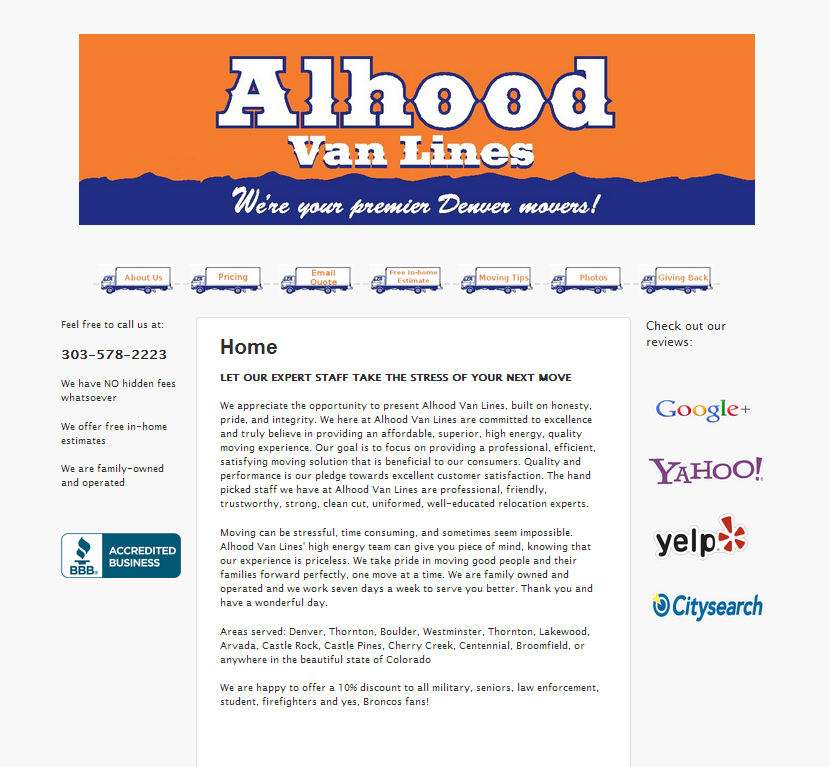 Alhood
Van Lines
We're your premier Denver movers!
About Us
Pricing
Email
Quote
Free In-home
Estimate
Moving Tips
Photos
Giving Back
Feel free to call us at:
303-578-2223
We have NO hidden fees
whatsoever
We offer free in-home
estimates
We are family-owned
and operated
BBB
ACCREDITED
BUSINESS
Home
LET OUR EXPERT STAFF TAKE THE STRESS OF YOUR NEXT MOVE
We appreciate the opportunity to present Alhood Van Lines, built on honesty,
pride, and integrity. We here at Alhood Van Lines are committed to excellence
and truly believe in providing an affordable, superior, high energy, quality
moving experience. Our goal is to focus on providing a professional, efficient,
satisfying moving solution that is beneficial to our consumers. Quality and
performance is our pledge towards excellent customer satisfaction. The hand
picked staff we have at Alhood Van Lines are professional, friendly,
trustworthy, strong, clean cut, uniformed, well-educated relocation experts.
Moving can be stressful, time consuming, and sometimes seem impossible.
Alhood Van Lines' high energy team can give you piece of mind, knowing that
our experience is priceless. We take pride in moving good people and their
families forward perfectly, one move at a time. We are family owned and
operated and we work seven days a week to serve you better. Thank you and
have a wonderful day.
Areas served: Denver, Thornton, Boulder, Westminster, Thornton, Lakewood,
Arvada, Castle Rock, Castle Pines, Cherry Creek, Centennial, Broomfield, or
anywhere in the beautiful state of Colorado
We are happy to offer a 10% discount to all military, seniors, law enforcement,
student, firefighters and yes, Broncos fans!
Check out our
reviews:
Google+
YAHOO!
yelp
Citysearch